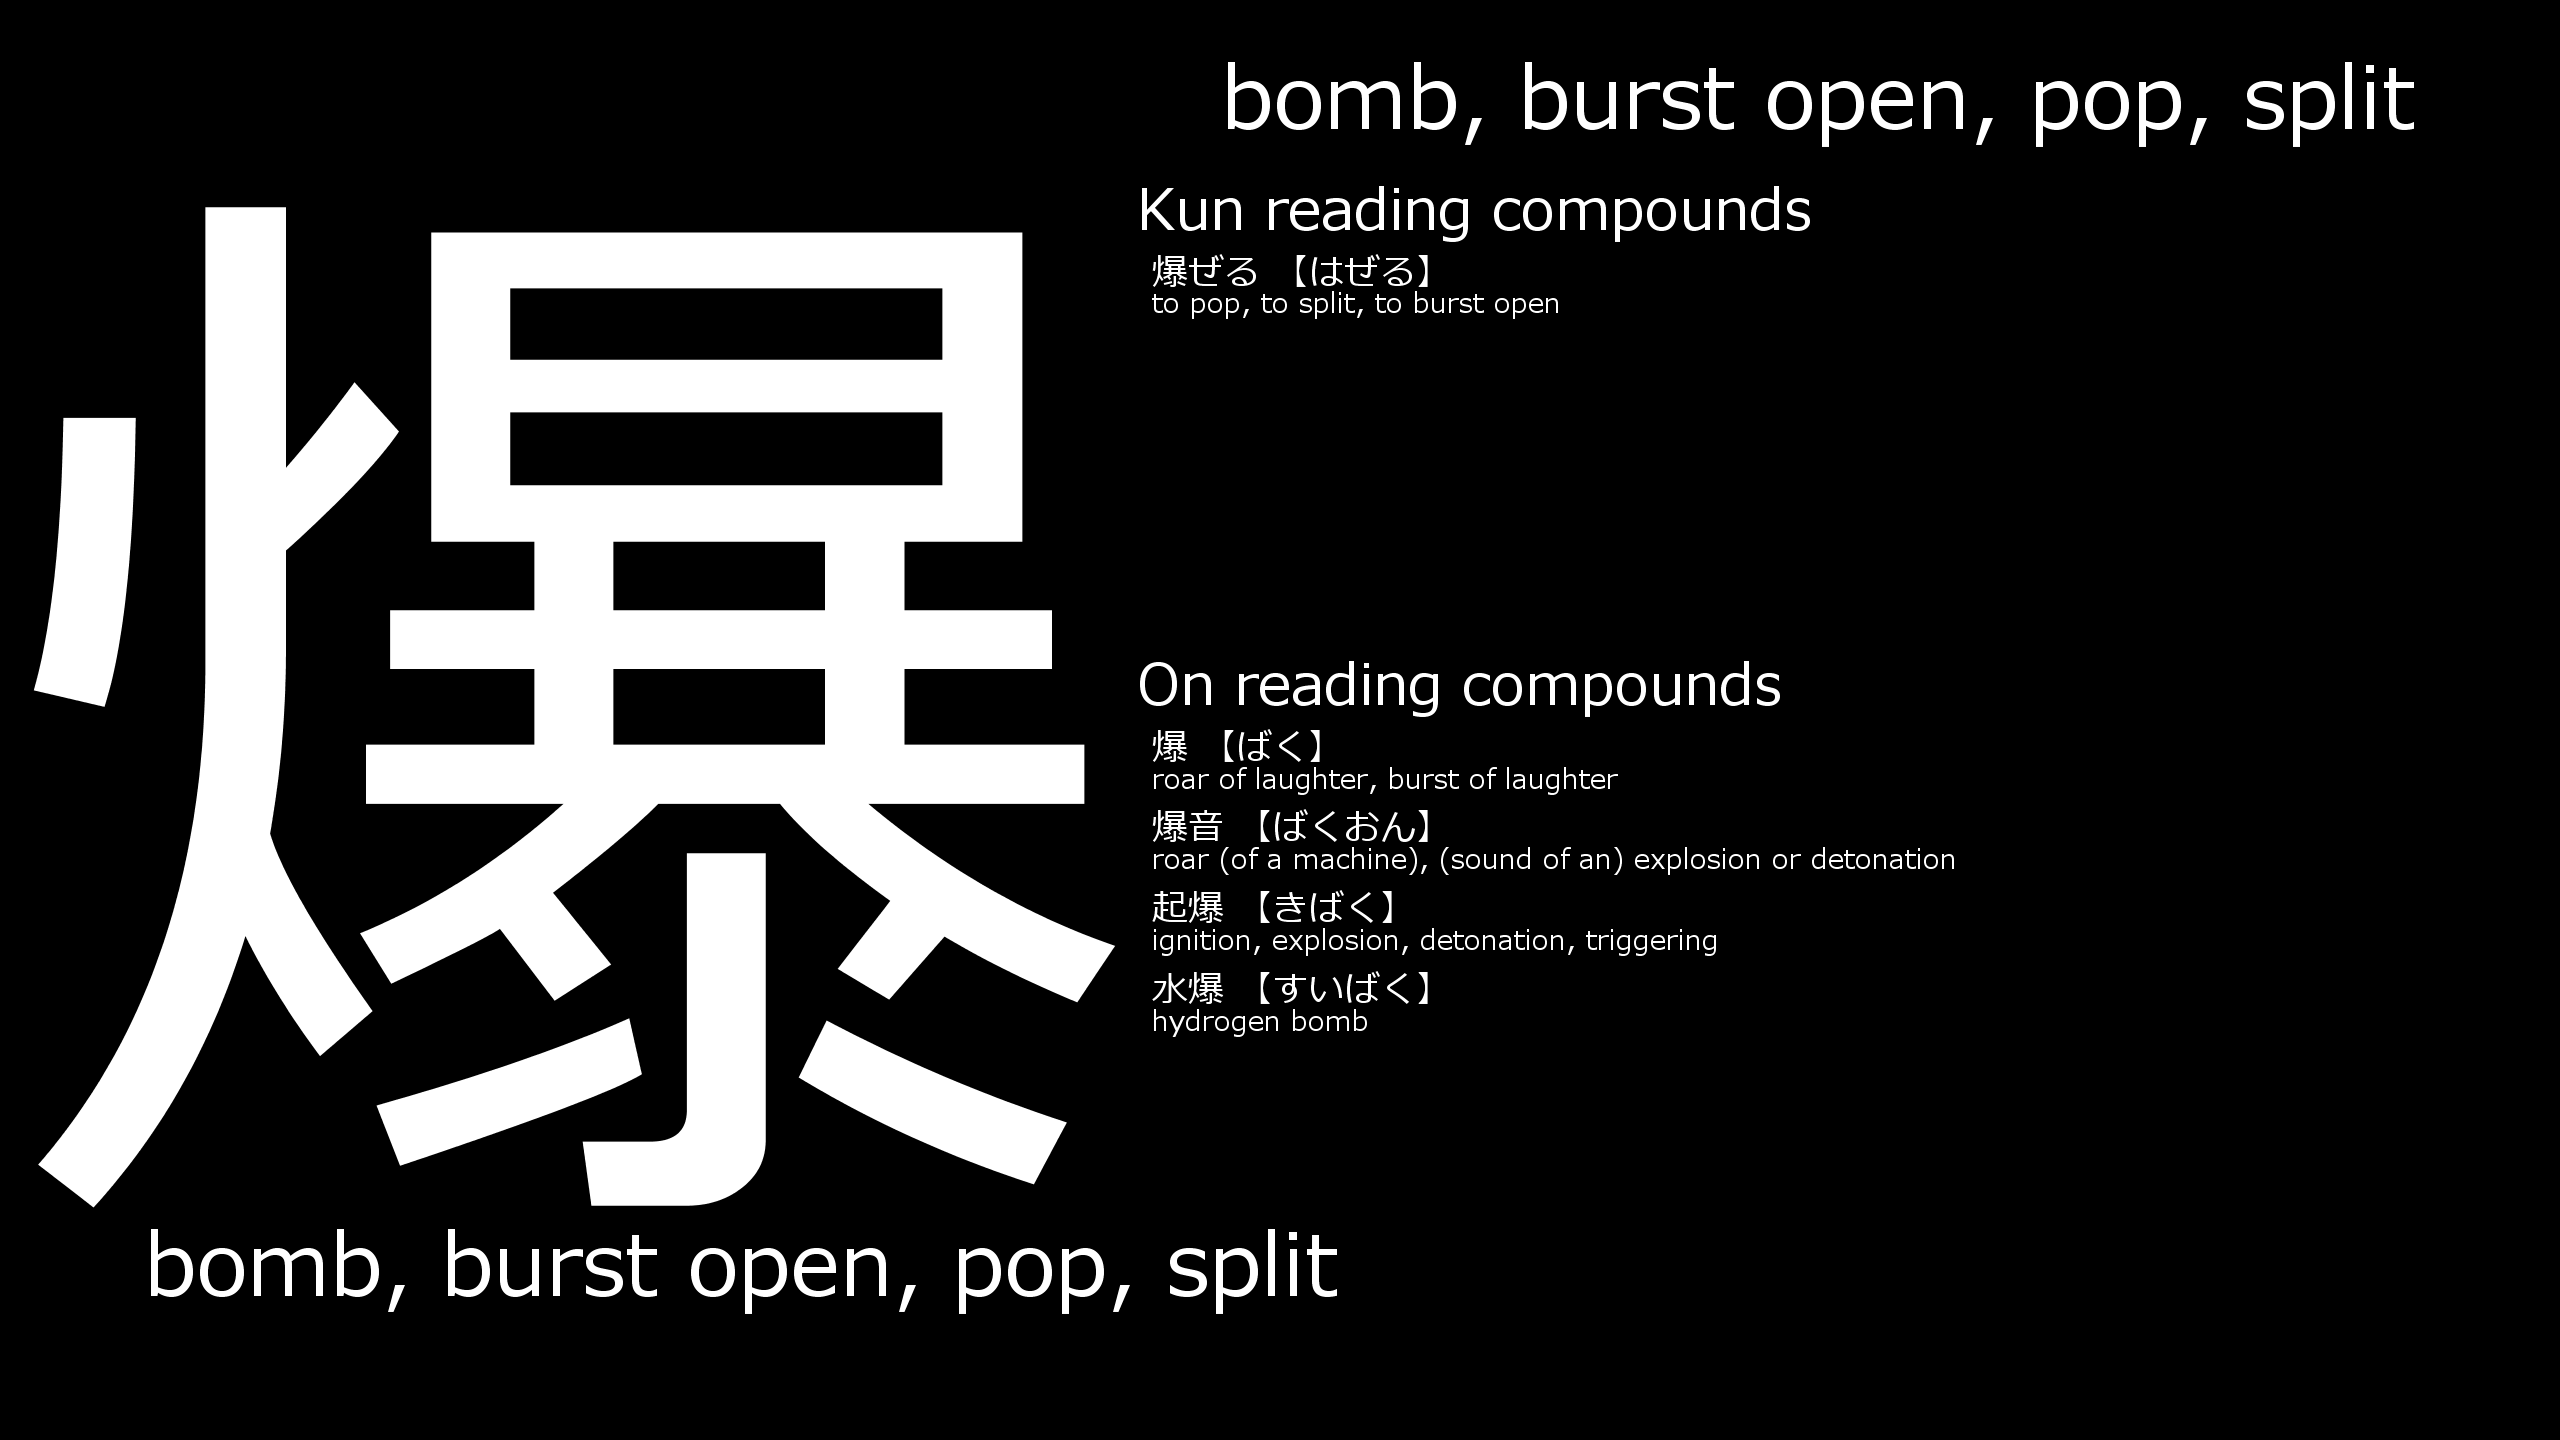 bomb, burst open, pop, split
爆
Kun reading compounds
爆ぜる 【はぜる】
to pop, to split, to burst open
On reading compounds
爆 【ばく】
roar of laughter, burst of laughter
爆音 【ばくおん】
roar (of a machine), (sound of an) explosion or detonation
起爆 【きばく】
ignition, explosion, detonation, triggering
水爆 【すいばく】
hydrogen bomb
bomb, burst open, pop, split